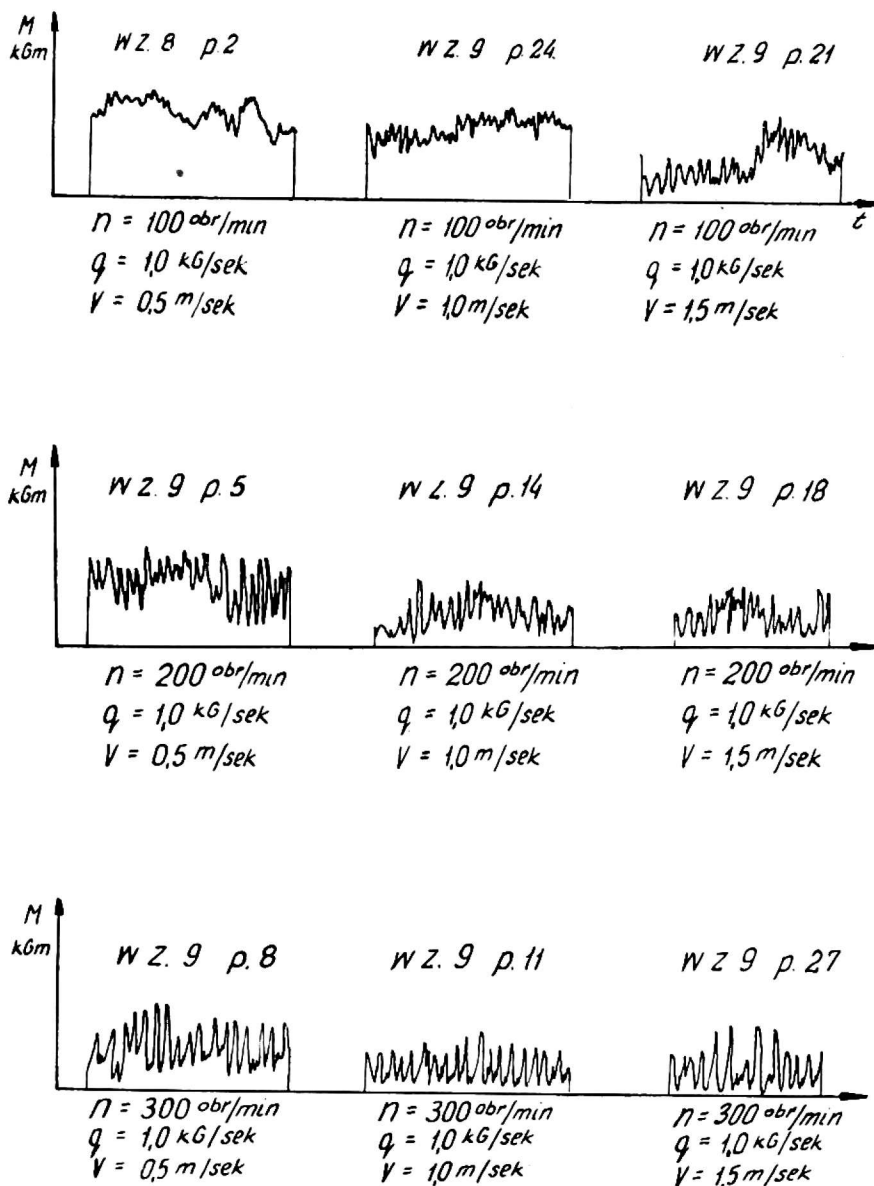 M
kGm
WZ. 8 p. 2
WZ. 9 p. 24.
WZ. 9 p. 21
t
n = 100 obr/min
q = 1,0 kG/sek
V = 0,5 m/sek
n = 100 obr/min
q = 1,0 kG/sek
V = 1,0 m/sek
n = 100 obr/min
q = 1,0 kG/sek
V = 1,5 m/sek
M
kGm
WZ. 9 p. 5
WZ. 9 p. 14
WZ. 9 p. 18
n = 200 obr/min
q = 1,0 kG/sek
V = 0,5 m/sek
n = 200 obr/min
q = 1,0 kG/sek
V = 1,0 m/sek
n = 200 obr/min
q = 1,0 kG/sek
V = 1,5 m/sek
M
kGm
WZ. 9 p. 8
WZ. 9 p. 11
WZ 9 p. 27
n = 300 obr/min
q = 1,0 kG/sek
V = 0,5 m/sek
n = 300 obr/min
q = 1,0 kG/sek
V = 1,0 m/sek
n = 300 obr/min
q = 1,0 kG/sek
V = 1,5 m/sek